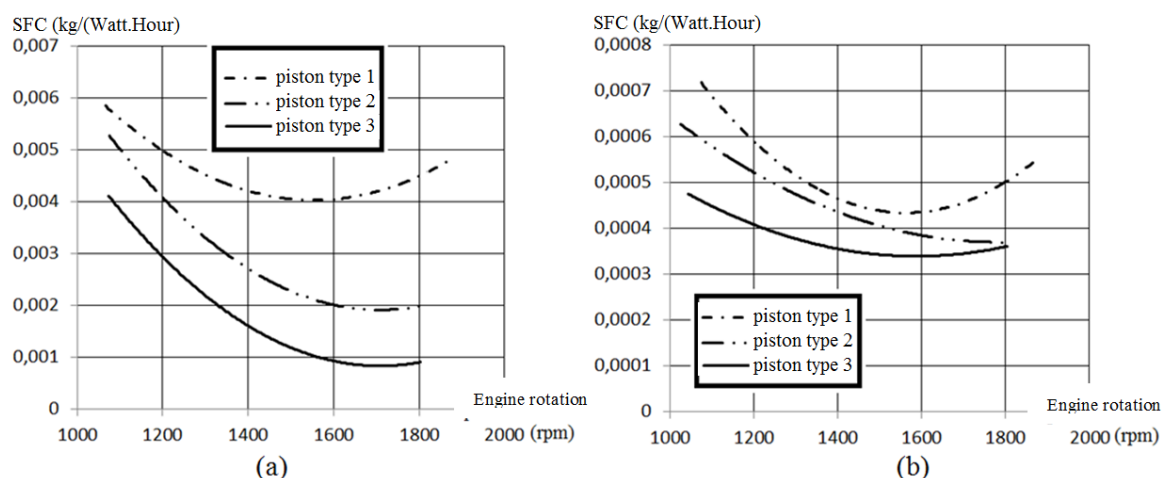 SFC (kg/(Watt.Hour)
0,007
0,006
0,005
0,004
0,003
0,002
0,001
0
piston type 1
piston type 2
piston type 3
Engine rotation
1000 1200 1400 1600 1800 2000 (rpm)
(a)
SFC (kg/(Watt.Hour)
0,0008
0,0007
0,0006
0,0005
0,0004
0,0003
0,0002
0,0001
0
piston type 1
piston type 2
piston type 3
Engine rotation
1000 1200 1400 1600 1800 2000 (rpm)
(b)